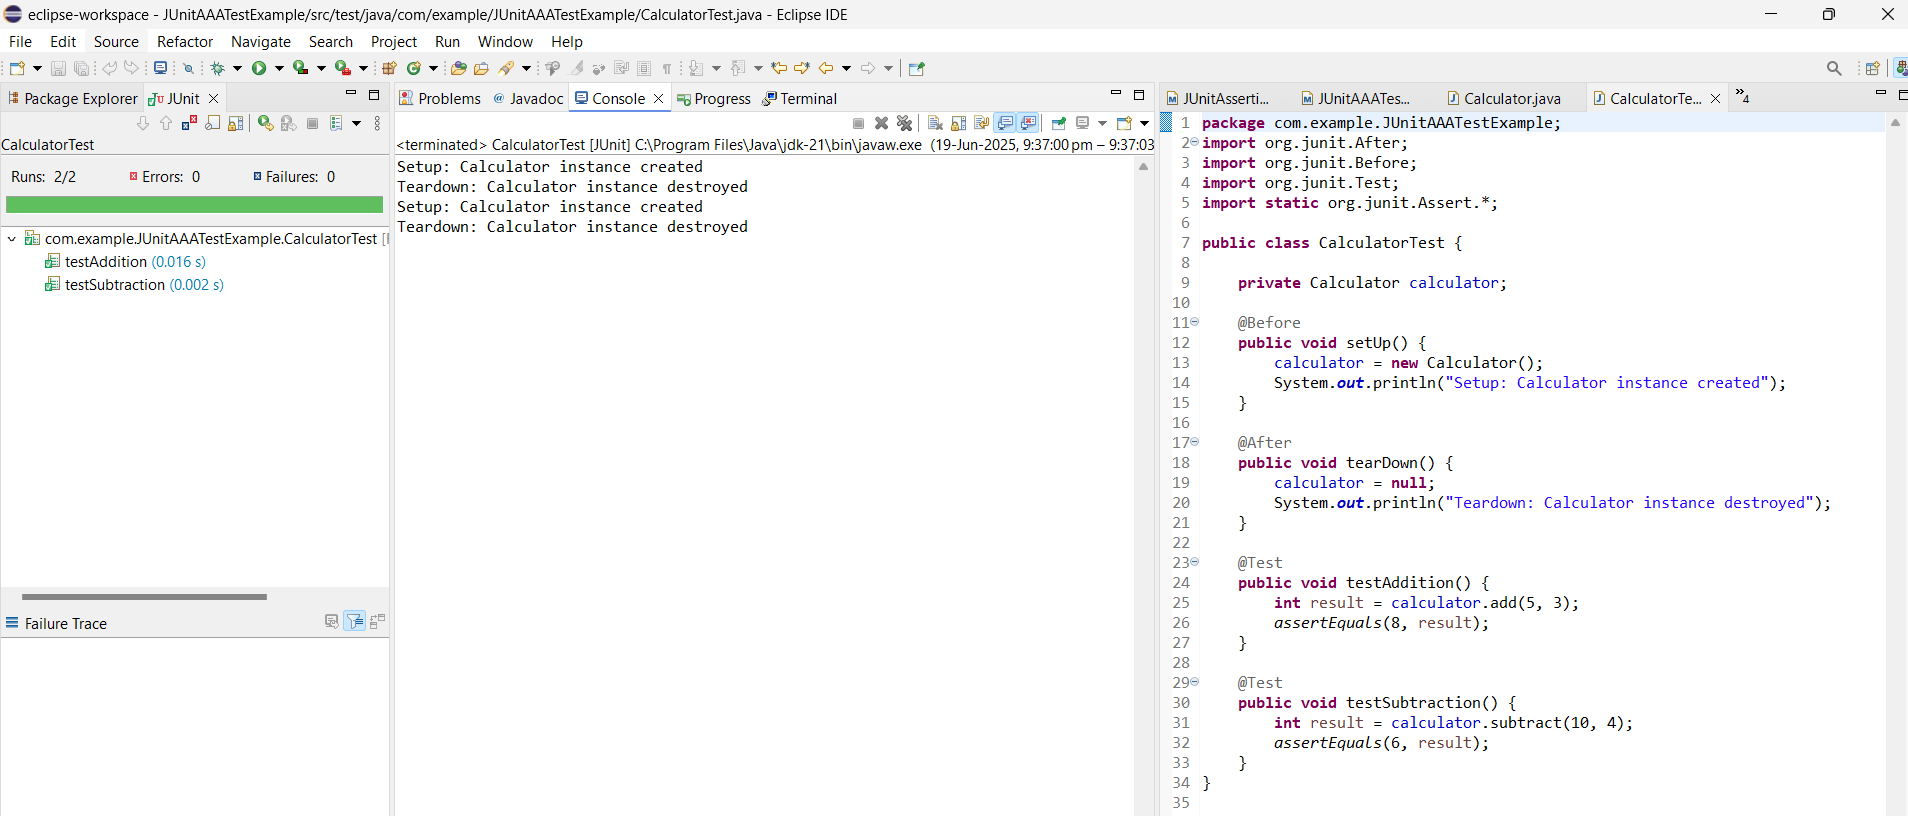 eclipse-workspace - JUnitAAATestExample/src/test/java/com/example/JUnitAAATestExample/CalculatorTest.java - Eclipse IDE
File Edit Source Refactor Navigate Search Project Run Window Help
Package Explorer JUnit
CalculatorTest
Runs: 2/2 Errors: 0 Failures: 0
com.example.JUnitAAATestExample.CalculatorTest
testAddition (0.016 s)
testSubtraction (0.002 s)
Failure Trace
Problems Javadoc Console Progress Terminal
<terminated> CalculatorTest [JUnit] C:\Program Files\Java\jdk-21\bin\javaw.exe (19-Jun-2025, 9:37:00 pm – 9:37:03
Setup: Calculator instance created
Teardown: Calculator instance destroyed
Setup: Calculator instance created
Teardown: Calculator instance destroyed
JUnitAsserti... JUnitAAATes... Calculator.java CalculatorTe... »4
1 package com.example.JUnitAAATestExample;
2 import org.junit.After;
3 import org.junit.Before;
4 import org.junit.Test;
5 import static org.junit.Assert.*;
6
7 public class CalculatorTest {
8
9 private Calculator calculator;
10
11 @Before
12 public void setUp() {
13 calculator = new Calculator();
14 System.out.println("Setup: Calculator instance created");
15 }
16
17 @After
18 public void tearDown() {
19 calculator = null;
20 System.out.println("Teardown: Calculator instance destroyed");
21 }
22
23 @Test
24 public void testAddition() {
25 int result = calculator.add(5, 3);
26 assertEquals(8, result);
27 }
28
29 @Test
30 public void testSubtraction() {
31 int result = calculator.subtract(10, 4);
32 assertEquals(6, result);
33 }
34 }
35